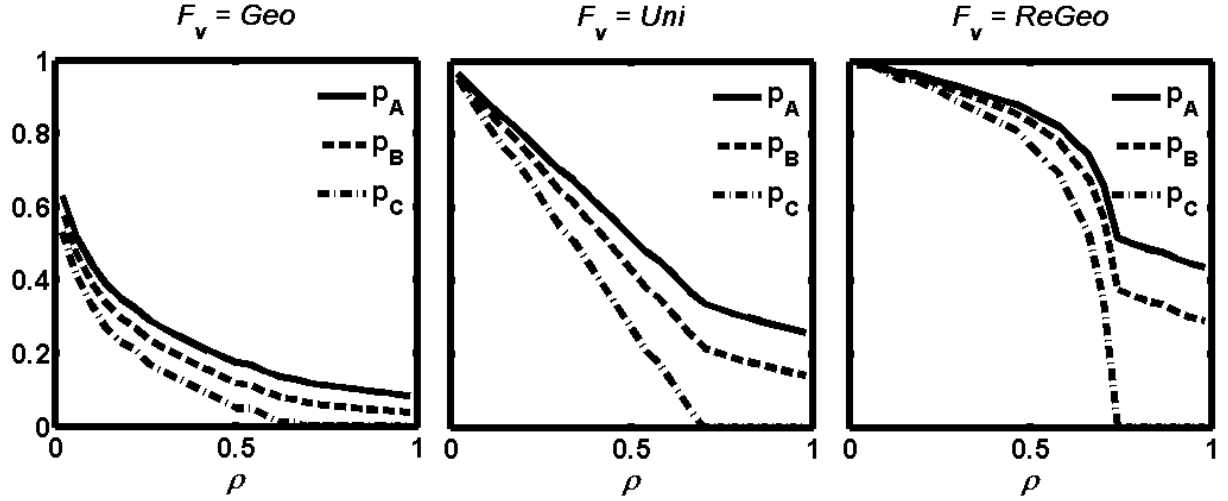 F_v = Geo
F_v = Uni
F_v = ReGeo
1
0.8
0.6
0.4
0.2
0
p_A
p_B
p_C
p_A
p_B
p_C
p_A
p_B
p_C
0 0.5 1
0 0.5 1
0 0.5 1
ρ
ρ
ρ